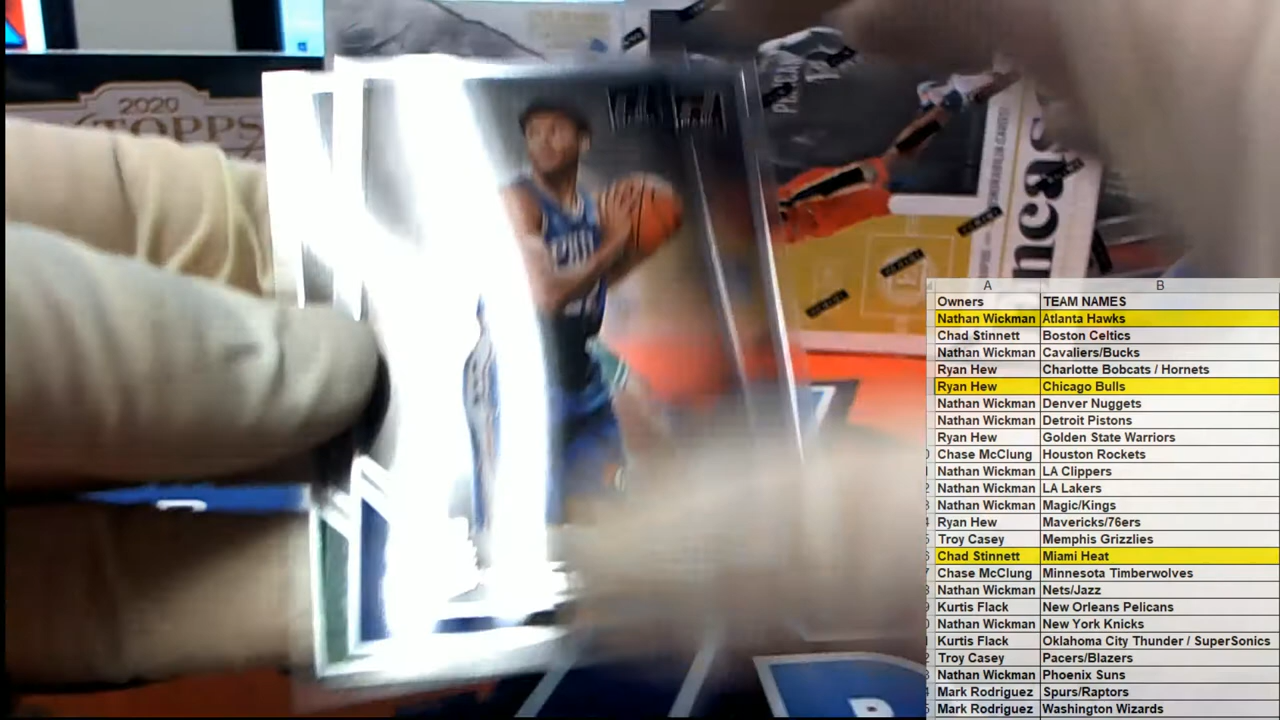 2020
TOPPS
PHILA
A B
Owners TEAM NAMES
Nathan Wickman Atlanta Hawks
Chad Stinnett Boston Celtics
Nathan Wickman Cavaliers/Bucks
Ryan Hew Charlotte Bobcats / Hornets
Ryan Hew Chicago Bulls
Nathan Wickman Denver Nuggets
Nathan Wickman Detroit Pistons
Ryan Hew Golden State Warriors
Chase McClung Houston Rockets
Nathan Wickman LA Clippers
Nathan Wickman LA Lakers
Nathan Wickman Magic/Kings
Ryan Hew Mavericks/76ers
Troy Casey Memphis Grizzlies
Chad Stinnett Miami Heat
Chase McClung Minnesota Timberwolves
Nathan Wickman Nets/Jazz
Kurtis Flack New Orleans Pelicans
Nathan Wickman New York Knicks
Kurtis Flack Oklahoma City Thunder / SuperSonics
Troy Casey Pacers/Blazers
Nathan Wickman Phoenix Suns
Mark Rodriguez Spurs/Raptors
Mark Rodriguez Washington Wizards